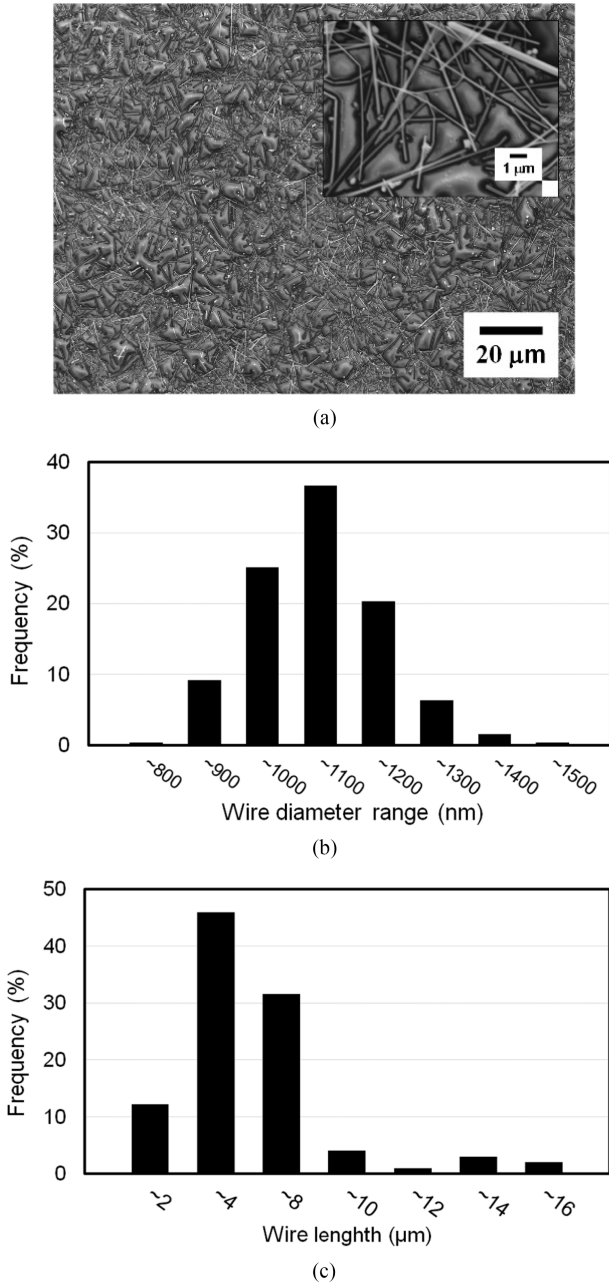 1 µm
20 µm
(a)
Frequency (%)
40
30
20
10
0
~800 ~900 ~1000 ~1100 ~1200 ~1300 ~1400 ~1500
Wire diameter range (nm)
(b)
Frequency (%)
50
40
30
20
10
0
~2 ~4 ~8 ~10 ~12 ~14 ~16
Wire lenghth (µm)
(c)